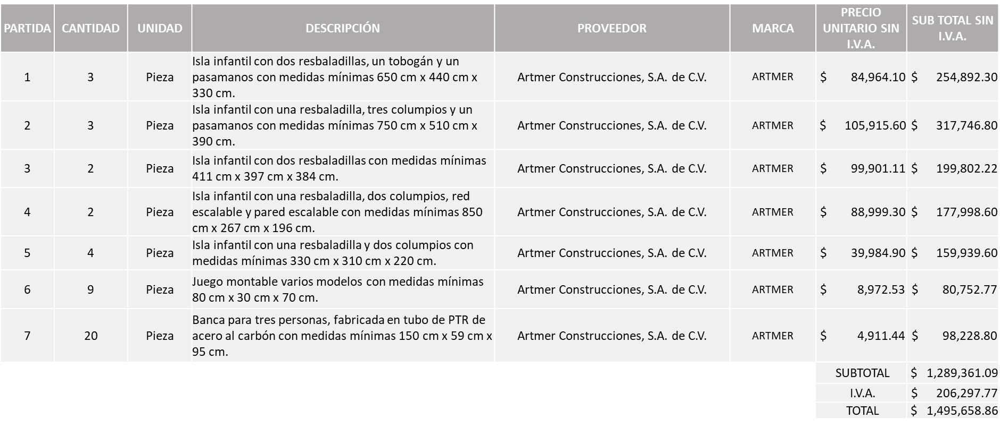 PARTIDA CANTIDAD UNIDAD DESCRIPCIÓN PROVEEDOR MARCA PRECIO UNITARIO SIN I.V.A. SUB TOTAL SIN I.V.A.
1 3 Pieza Isla infantil con dos resbaladillas, un tobogán y un
pasamanos con medidas mínimas 650 cm x 440 cm x
330 cm. Artmer Construcciones, S.A. de C.V. ARTMER $ 84,964.10 $ 254,892.30
2 3 Pieza Isla infantil con una resbaladilla, tres columpios y un
pasamanos con medidas mínimas 750 cm x 510 cm x
390 cm. Artmer Construcciones, S.A. de C.V. ARTMER $ 105,915.60 $ 317,746.80
3 2 Pieza Isla infantil con dos resbaladillas con medidas mínimas
411 cm x 397 cm x 384 cm. Artmer Construcciones, S.A. de C.V. ARTMER $ 99,901.11 $ 199,802.22
4 2 Pieza Isla infantil con una resbaladilla, dos columpios, red
escalable y pared escalable con medidas mínimas 850
cm x 267 cm x 196 cm. Artmer Construcciones, S.A. de C.V. ARTMER $ 88,999.30 $ 177,998.60
5 4 Pieza Isla infantil con una resbaladilla y dos columpios con
medidas mínimas 330 cm x 310 cm x 220 cm. Artmer Construcciones, S.A. de C.V. ARTMER $ 39,984.90 $ 159,939.60
6 9 Pieza Juego montable varios modelos con medidas mínimas
80 cm x 30 cm x 70 cm. Artmer Construcciones, S.A. de C.V. ARTMER $ 8,972.53 $ 80,752.77
7 20 Pieza Banca para tres personas, fabricada en tubo de PTR de
acero al carbón con medidas mínimas 150 cm x 59 cm x
95 cm. Artmer Construcciones, S.A. de C.V. ARTMER $ 4,911.44 $ 98,228.80
SUBTOTAL $ 1,289,361.09
I.V.A. $ 206,297.77
TOTAL $ 1,495,658.86